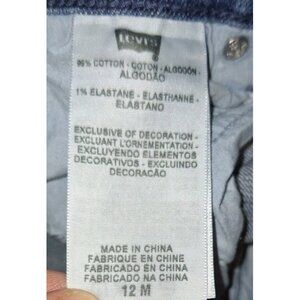 Levi's
99% COTTON - COTON - ALGODÓN -
ALGODÃO
1% ELASTANE - ELASTHANNE -
ELASTANO
EXCLUSIVE OF DECORATION -
EXCLUANT L'ORNEMENTATION -
EXCLUYENDO ELEMENTOS
DECORATIVOS - EXCLUINDO
DECORAÇÃO
MADE IN CHINA
FABRIQUE EN CHINE
FABRICADO EN CHINA
FABRICADO NA CHINA
12 M